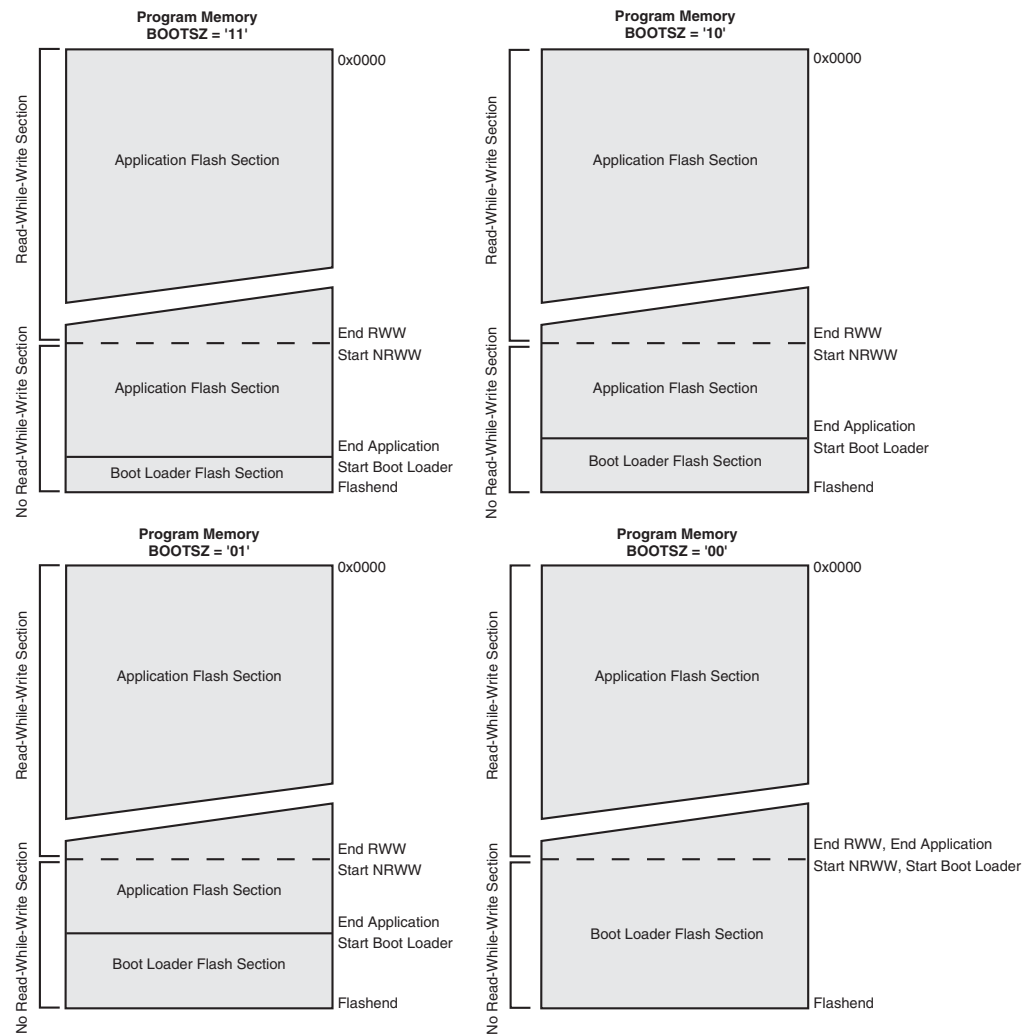 Program Memory
BOOTSZ = '11'
0x0000
Read-While-Write Section
Application Flash Section
End RWW
Start NRWW
No Read-While-Write Section
Application Flash Section
End Application
Start Boot Loader
Boot Loader Flash Section
Flashend
Program Memory
BOOTSZ = '10'
0x0000
Read-While-Write Section
Application Flash Section
End RWW
Start NRWW
No Read-While-Write Section
Application Flash Section
End Application
Start Boot Loader
Boot Loader Flash Section
Flashend
Program Memory
BOOTSZ = '01'
0x0000
Read-While-Write Section
Application Flash Section
End RWW
Start NRWW
No Read-While-Write Section
Application Flash Section
End Application
Start Boot Loader
Boot Loader Flash Section
Flashend
Program Memory
BOOTSZ = '00'
0x0000
Read-While-Write Section
Application Flash Section
End RWW, End Application
Start NRWW, Start Boot Loader
No Read-While-Write Section
Boot Loader Flash Section
Flashend